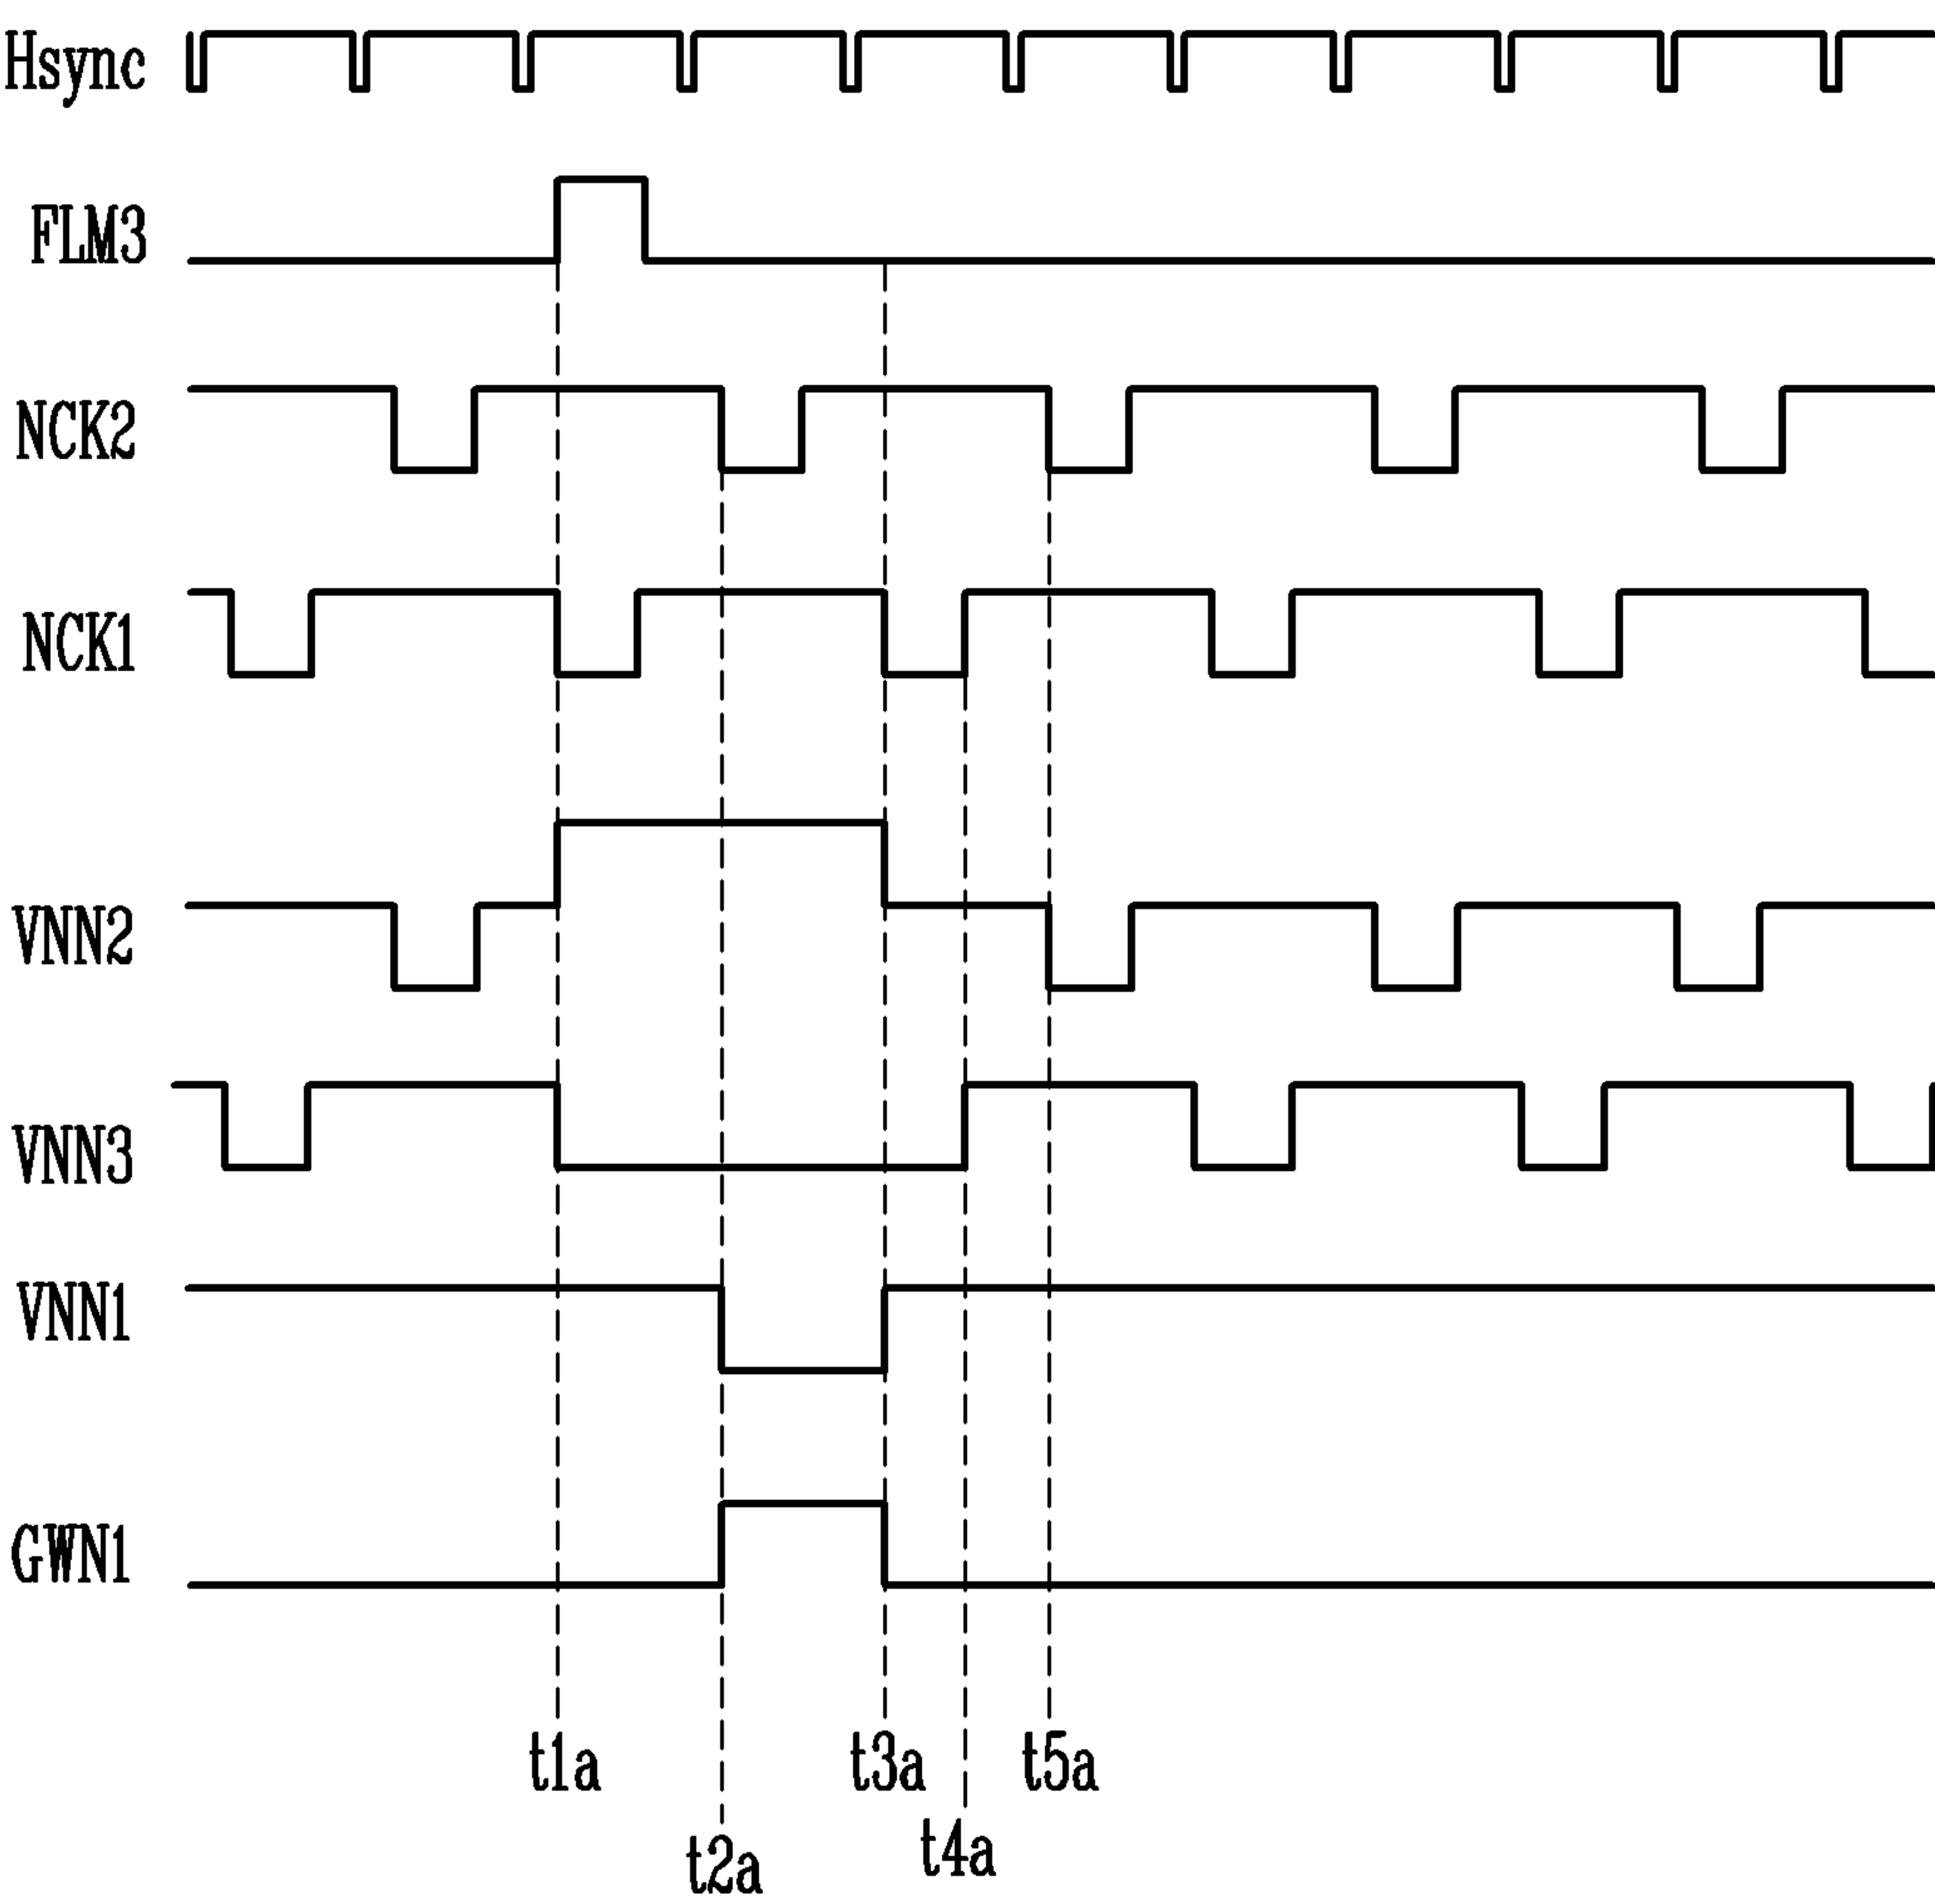 Hsync
FLM3
NCK2
NCK1
VNN2
VNN3
VNN1
GWN1
t1a
t3a
t5a
t2a
t4a